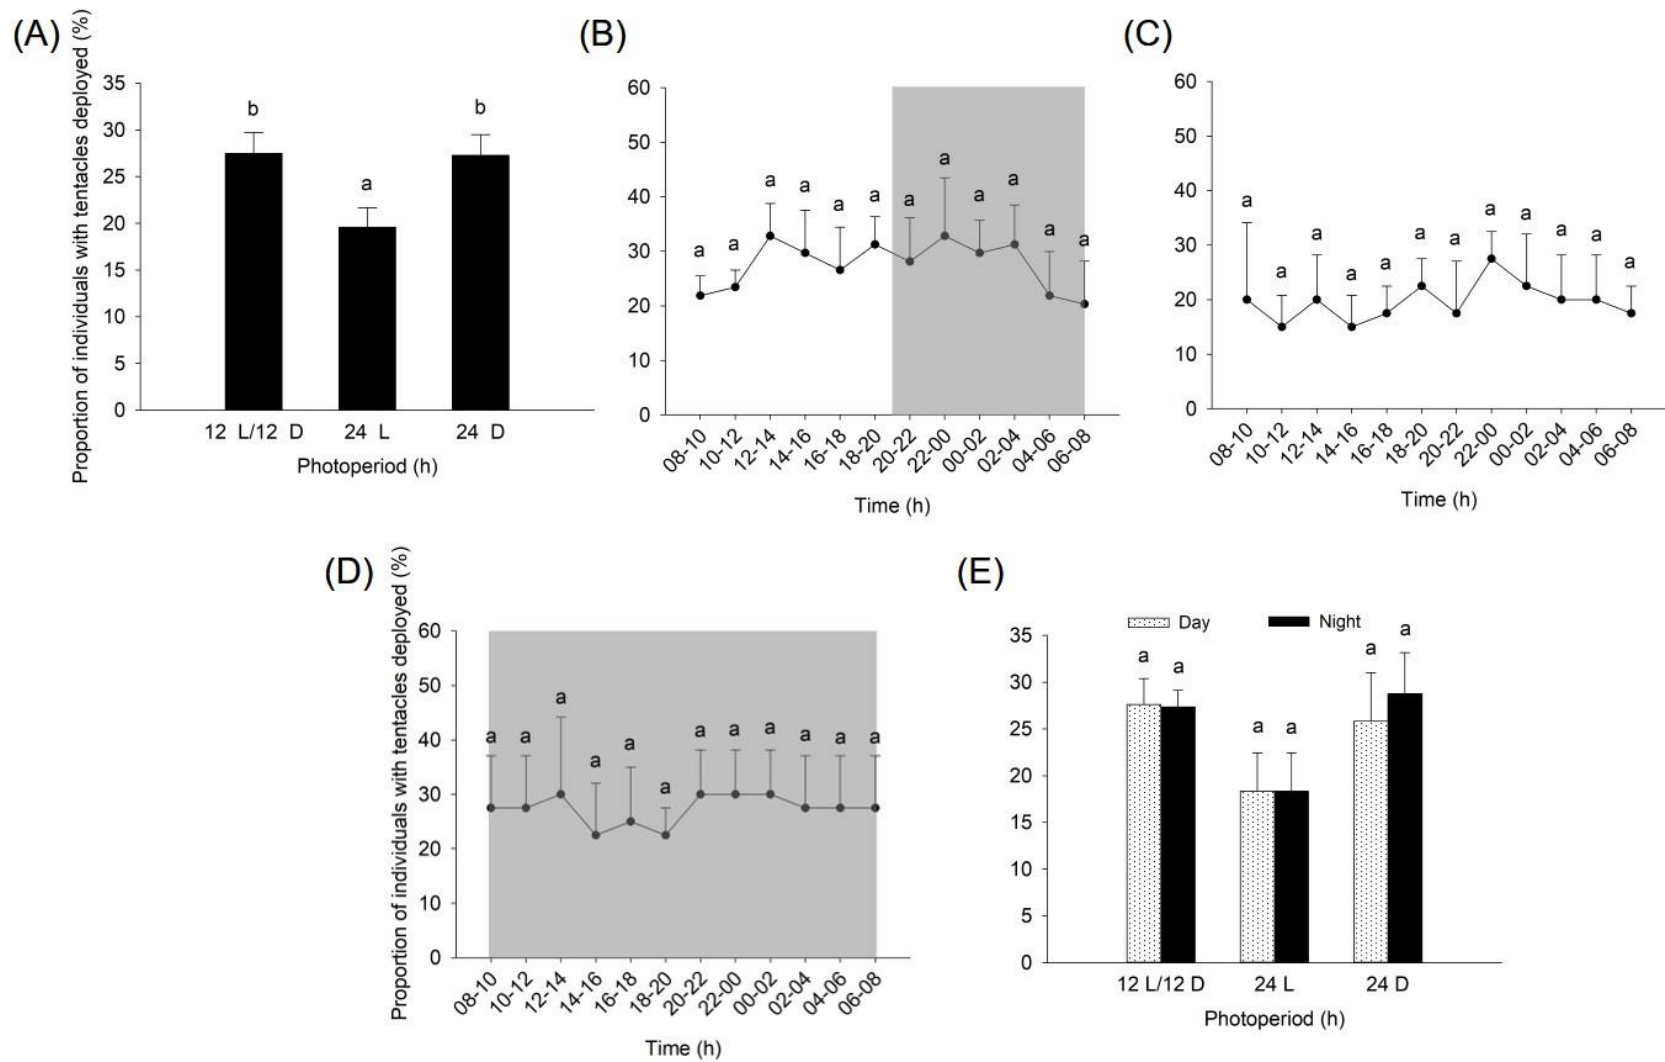 (A)
Proportion of individuals with tentacles deployed (%)
35
30
25
20
15
10
5
0
b
a
b
12 L/12 D
24 L
24 D
Photoperiod (h)
(B)
60
50
40
30
20
10
0
a
a
a
a
a
a
a
a
a
a
a
a
08-10
10-12
12-14
14-16
16-18
18-20
20-22
22-00
00-02
02-04
04-06
06-08
Time (h)
(C)
60
50
40
30
20
10
0
a
a
a
a
a
a
a
a
a
a
a
a
08-10
10-12
12-14
14-16
16-18
18-20
20-22
22-00
00-02
02-04
04-06
06-08
Time (h)
(D)
Proportion of individuals with tentacles deployed (%)
60
50
40
30
20
10
0
a
a
a
a
a
a
a
a
a
a
a
a
08-10
10-12
12-14
14-16
16-18
18-20
20-22
22-00
00-02
02-04
04-06
06-08
Time (h)
(E)
Day
Night
35
30
25
20
15
10
5
0
a
a
a
a
a
a
12 L/12 D
24 L
24 D
Photoperiod (h)